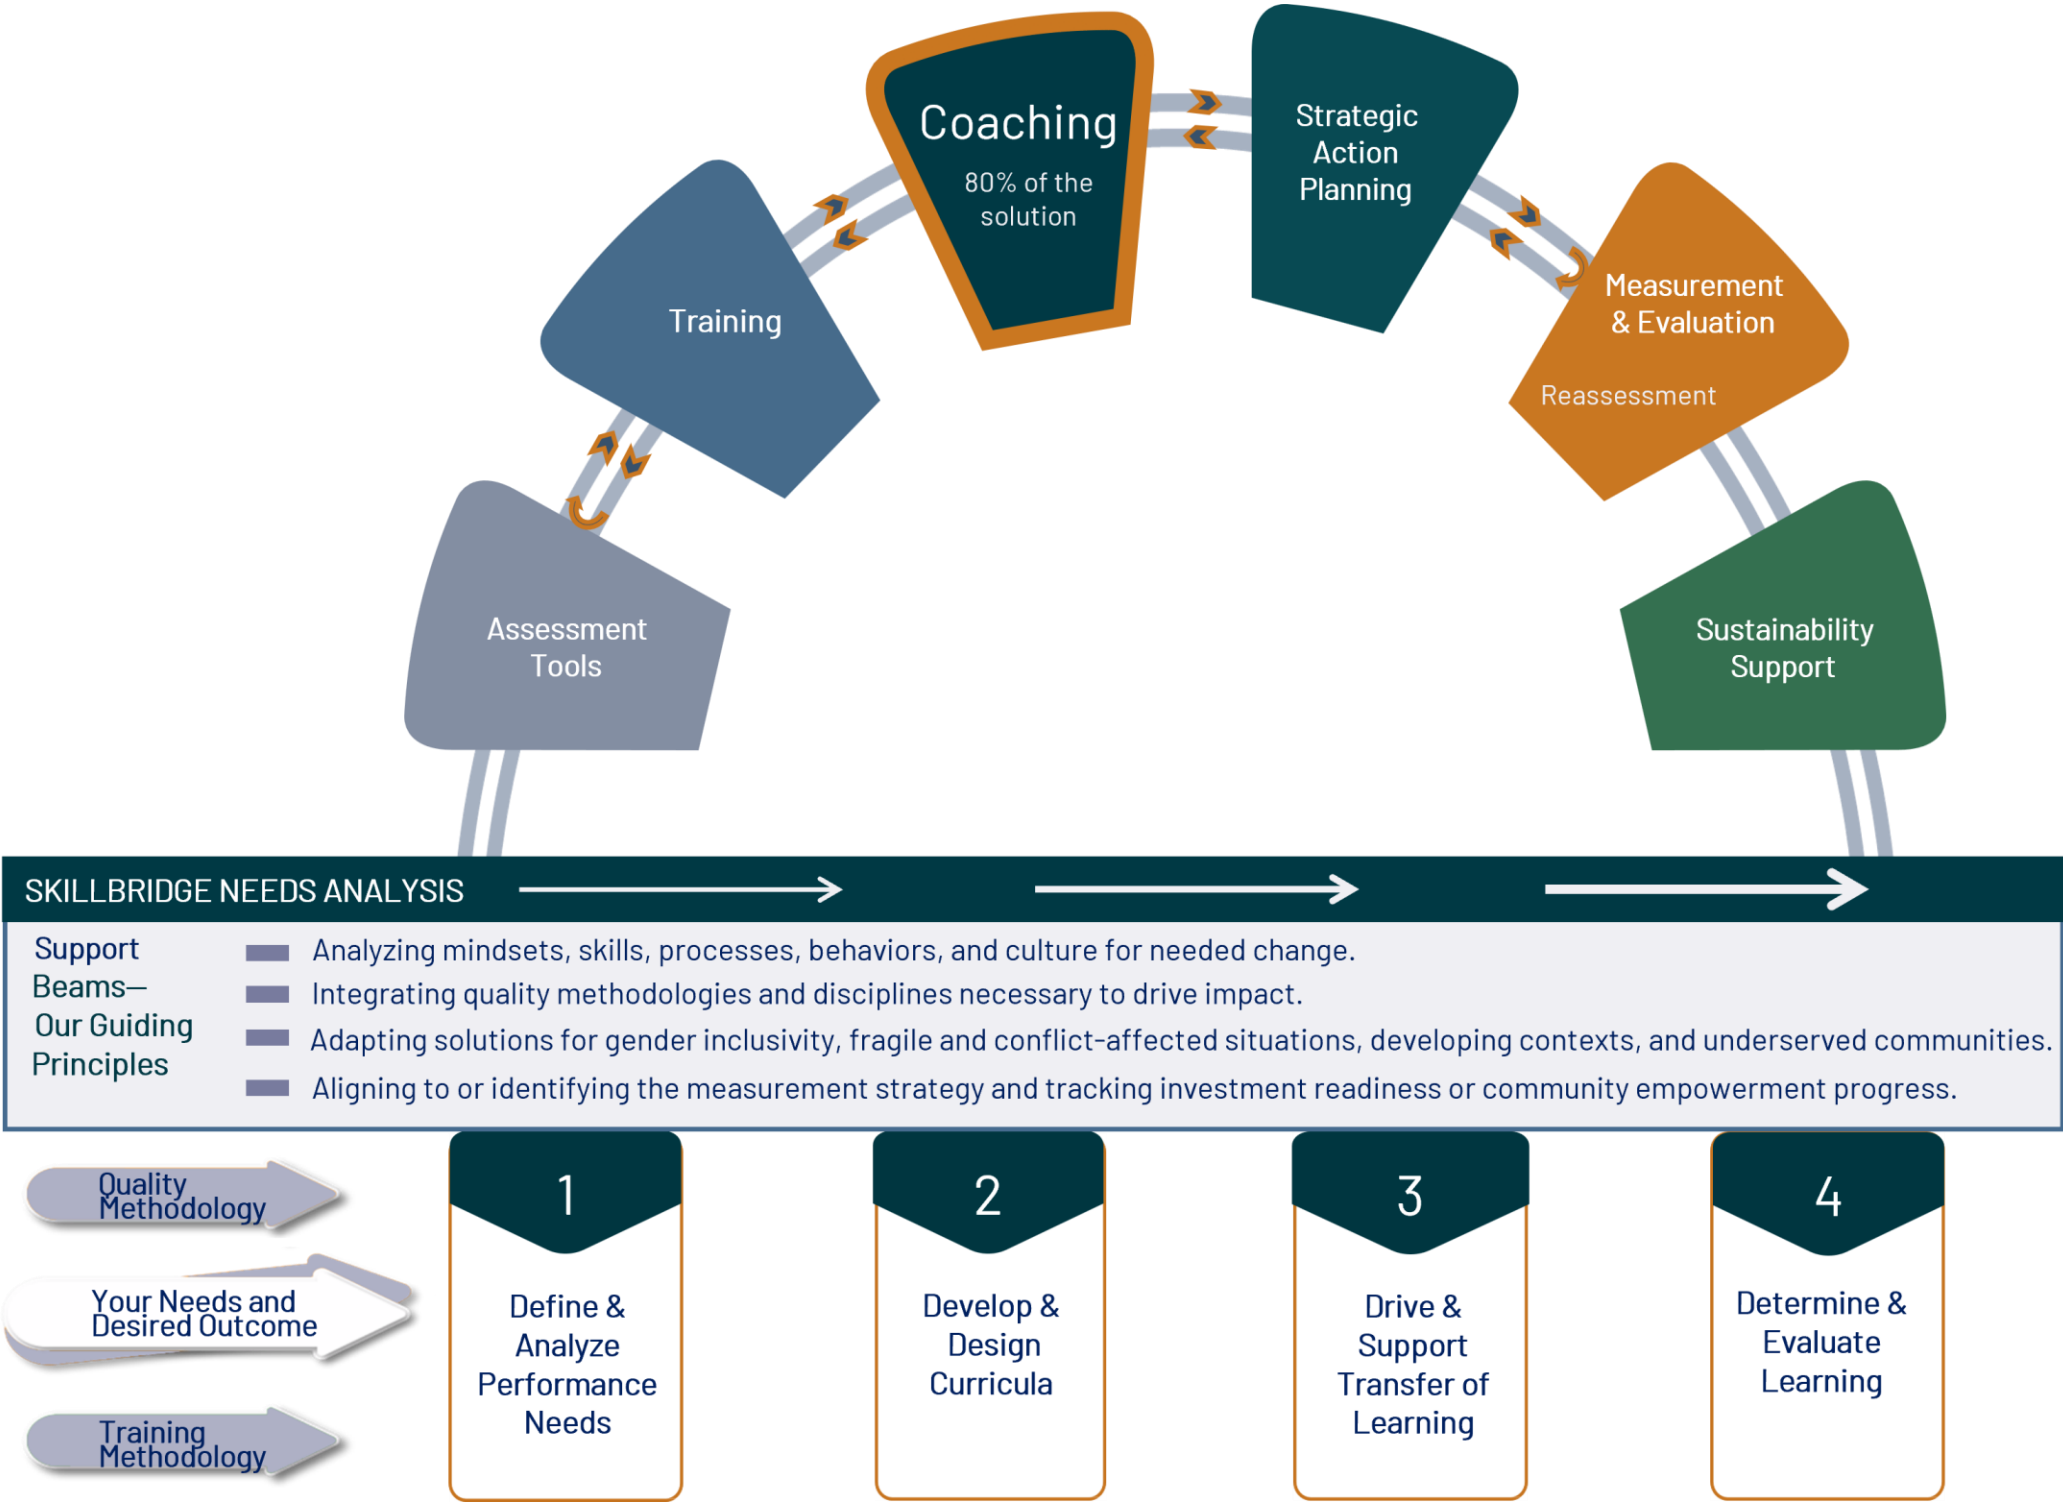 Coaching
80% of the
solution
Strategic
Action
Planning
Training
Measurement
& Evaluation
Reassessment
Assessment
Tools
Sustainability
Support
SKILLBRIDGE NEEDS ANALYSIS
Support
Beams—
Our Guiding
Principles
Analyzing mindsets, skills, processes, behaviors, and culture for needed change.
Integrating quality methodologies and disciplines necessary to drive impact.
Adapting solutions for gender inclusivity, fragile and conflict-affected situations, developing contexts, and underserved communities.
Aligning to or identifying the measurement strategy and tracking investment readiness or community empowerment progress.
Quality
Methodology
Your Needs and
Desired Outcome
Training
Methodology
1
Define &
Analyze
Performance
Needs
2
Develop &
Design
Curricula
3
Drive &
Support
Transfer of
Learning
4
Determine &
Evaluate
Learning